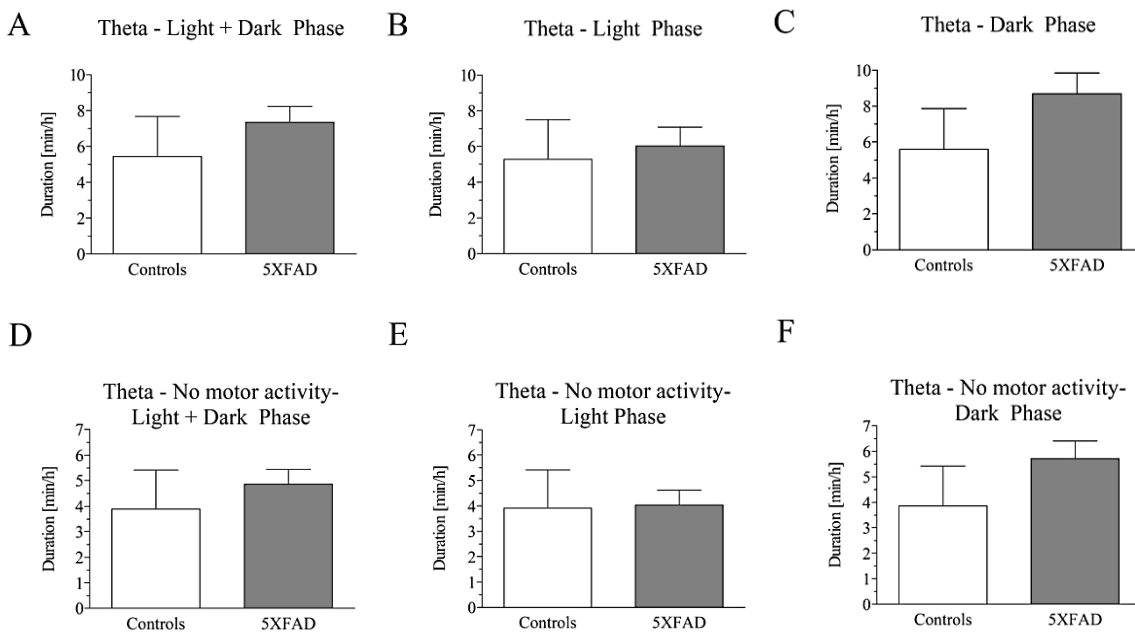 A
Theta - Light + Dark Phase
Duration [min/h]
10
8
6
4
2
0
Controls 5XFAD
B
Theta - Light Phase
Duration [min/h]
10
8
6
4
2
0
Controls 5XFAD
C
Theta - Dark Phase
Duration [min/h]
10
8
6
4
2
0
Controls 5XFAD
D
Theta - No motor activity-
Light + Dark Phase
Duration [min/h]
7
6
5
4
3
2
1
0
Controls 5XFAD
E
Theta - No motor activity-
Light Phase
Duration [min/h]
7
6
5
4
3
2
1
0
Controls 5XFAD
F
Theta - No motor activity-
Dark Phase
Duration [min/h]
7
6
5
4
3
2
1
0
Controls 5XFAD